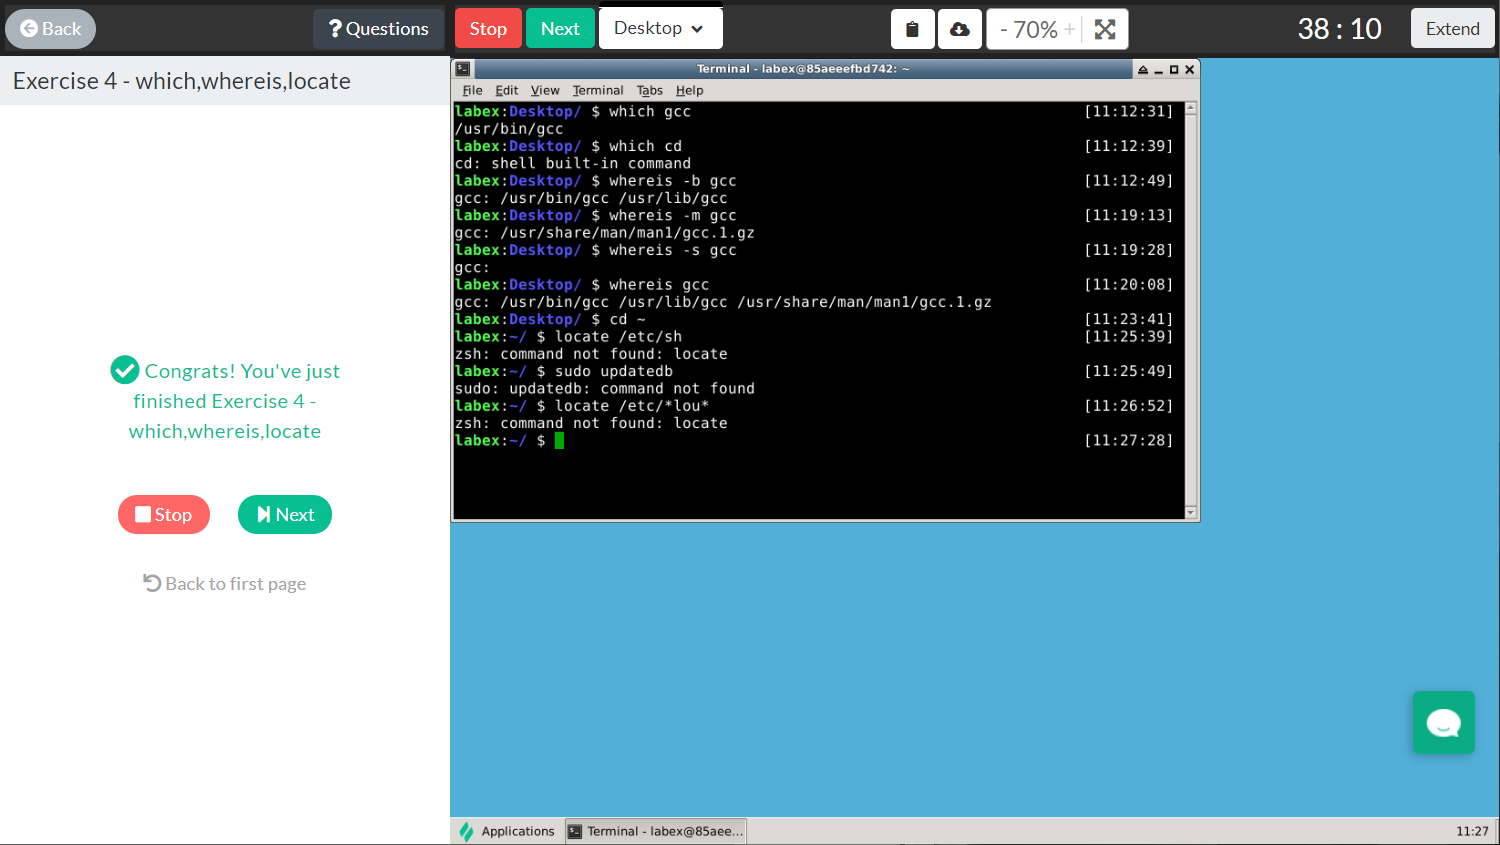 Back
Questions
Stop
Next
Desktop
- 70% +
38 : 10
Extend
Exercise 4 - which,whereis,locate
Congrats! You've just
finished Exercise 4 -
which,whereis,locate
Stop
Next
Back to first page
Terminal - labex@85aeeefbd742: ~
File Edit View Terminal Tabs Help
labex:Desktop/ $ which gcc [11:12:31]
/usr/bin/gcc
labex:Desktop/ $ which cd [11:12:39]
cd: shell built-in command
labex:Desktop/ $ whereis -b gcc [11:12:49]
gcc: /usr/bin/gcc /usr/lib/gcc
labex:Desktop/ $ whereis -m gcc [11:19:13]
gcc: /usr/share/man/man1/gcc.1.gz
labex:Desktop/ $ whereis -s gcc [11:19:28]
gcc:
labex:Desktop/ $ whereis gcc [11:20:08]
gcc: /usr/bin/gcc /usr/lib/gcc /usr/share/man/man1/gcc.1.gz
labex:Desktop/ $ cd ~ [11:23:41]
labex:~/ $ locate /etc/sh [11:25:39]
zsh: command not found: locate
labex:~/ $ sudo updatedb [11:25:49]
sudo: updatedb: command not found
labex:~/ $ locate /etc/*lou* [11:26:52]
zsh: command not found: locate
labex:~/ $ [11:27:28]
Applications
Terminal - labex@85aee...
11:27